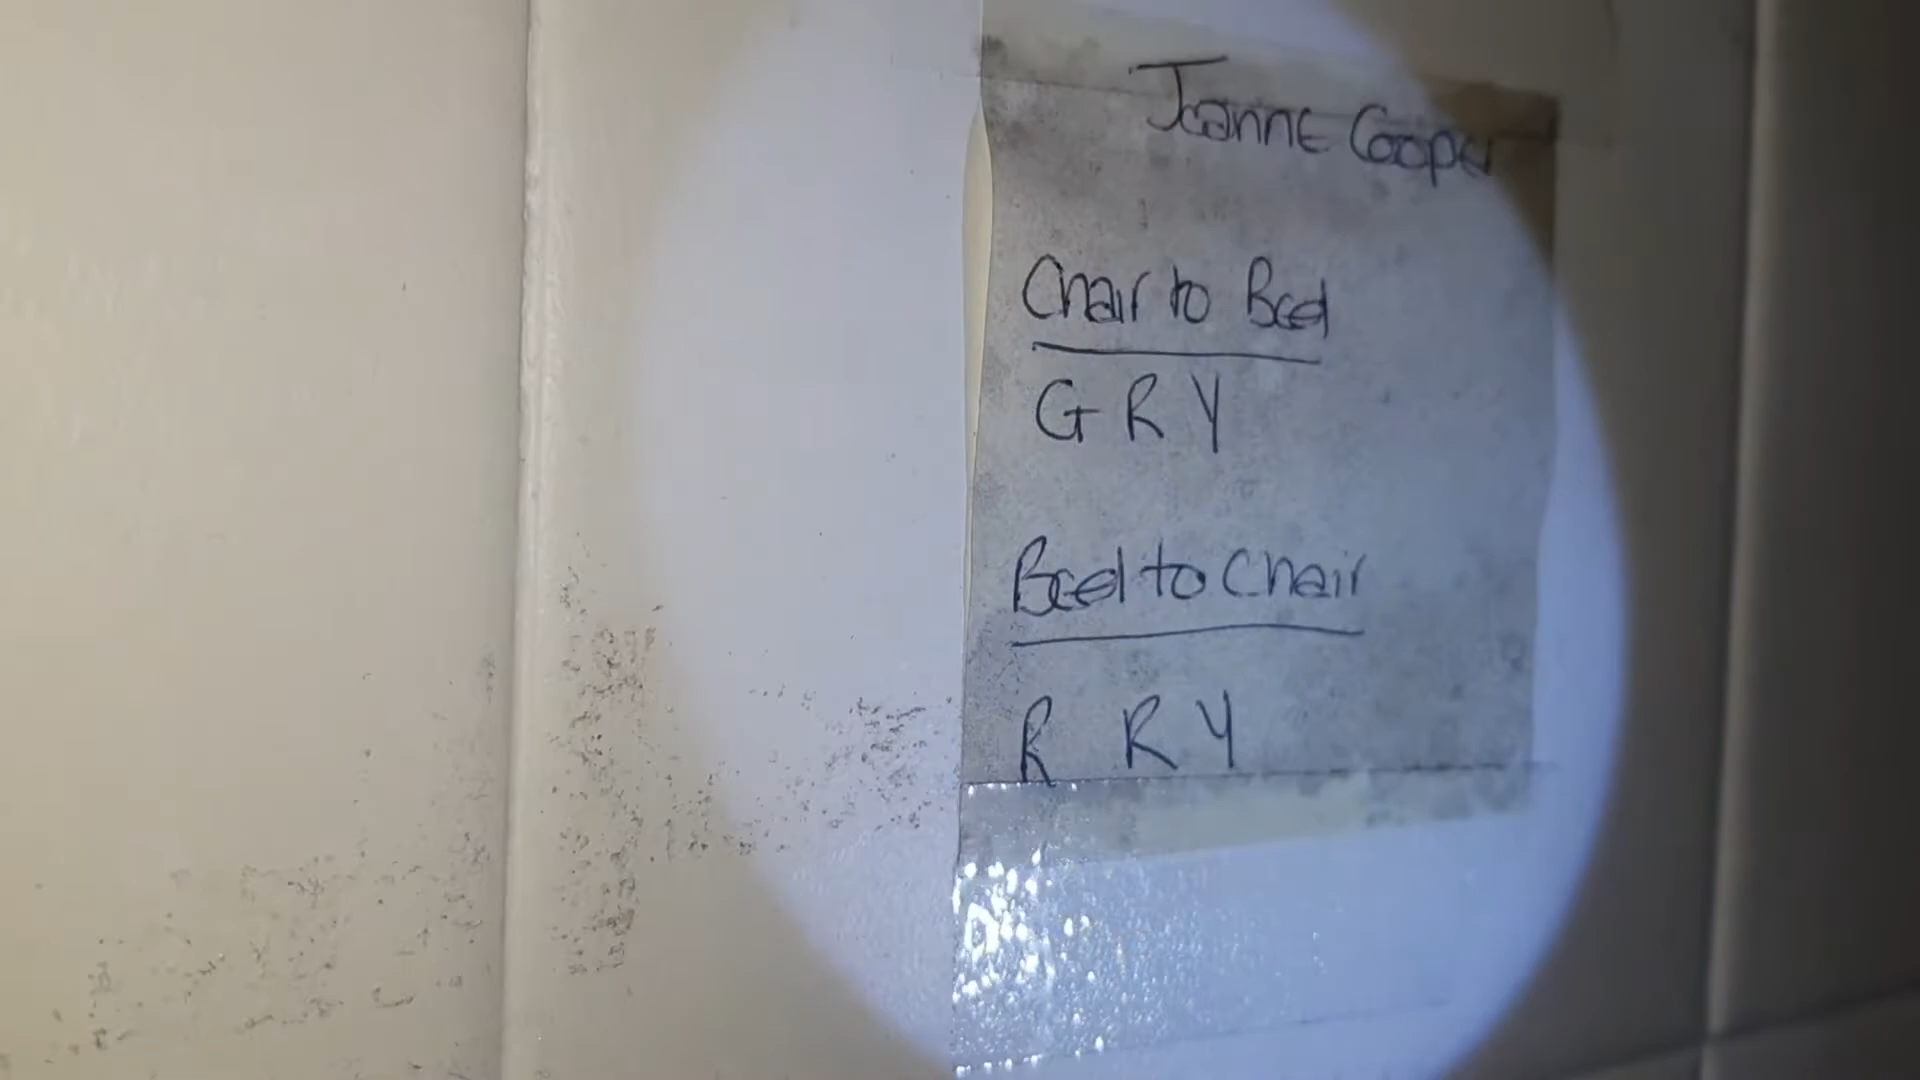 Joanne Cooper
Chair to Bed
G R Y
Bed to Chair
R R Y